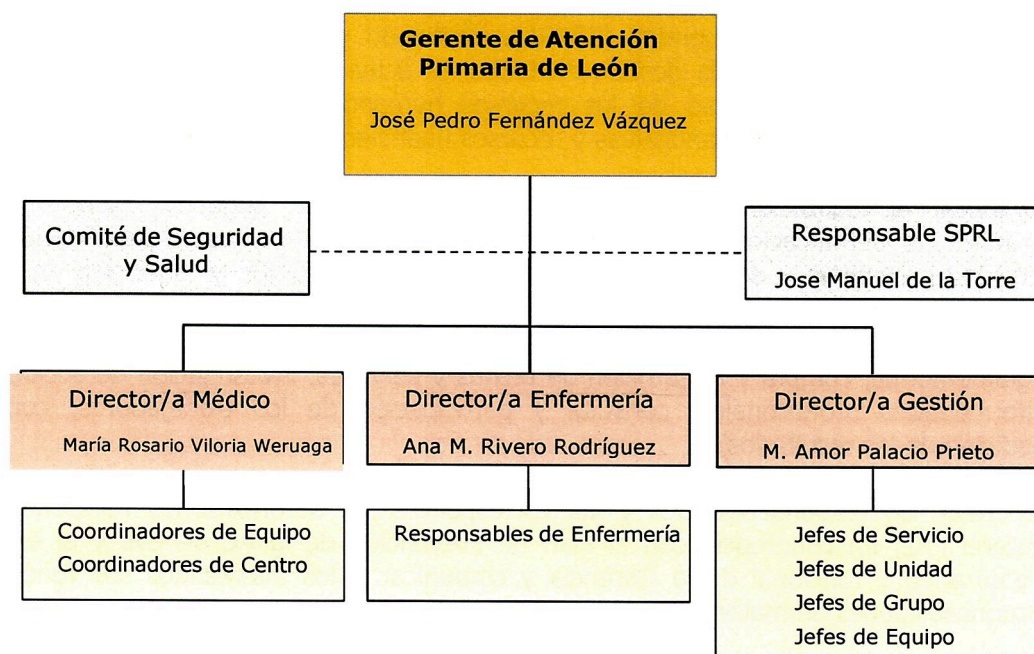 Gerente de Atención
Primaria de León
José Pedro Fernández Vázquez
Comité de Seguridad
y Salud
Responsable SPRL
Jose Manuel de la Torre
Director/a Médico
María Rosario Viloria Weruaga
Director/a Enfermería
Ana M. Rivero Rodríguez
Director/a Gestión
M. Amor Palacio Prieto
Coordinadores de Equipo
Coordinadores de Centro
Responsables de Enfermería
Jefes de Servicio
Jefes de Unidad
Jefes de Grupo
Jefes de Equipo